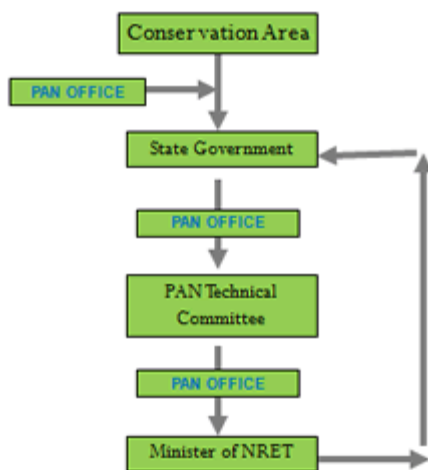 Conservation Area
PAN OFFICE
State Government
PAN OFFICE
PAN Technical
Committee
PAN OFFICE
Minister of NRET